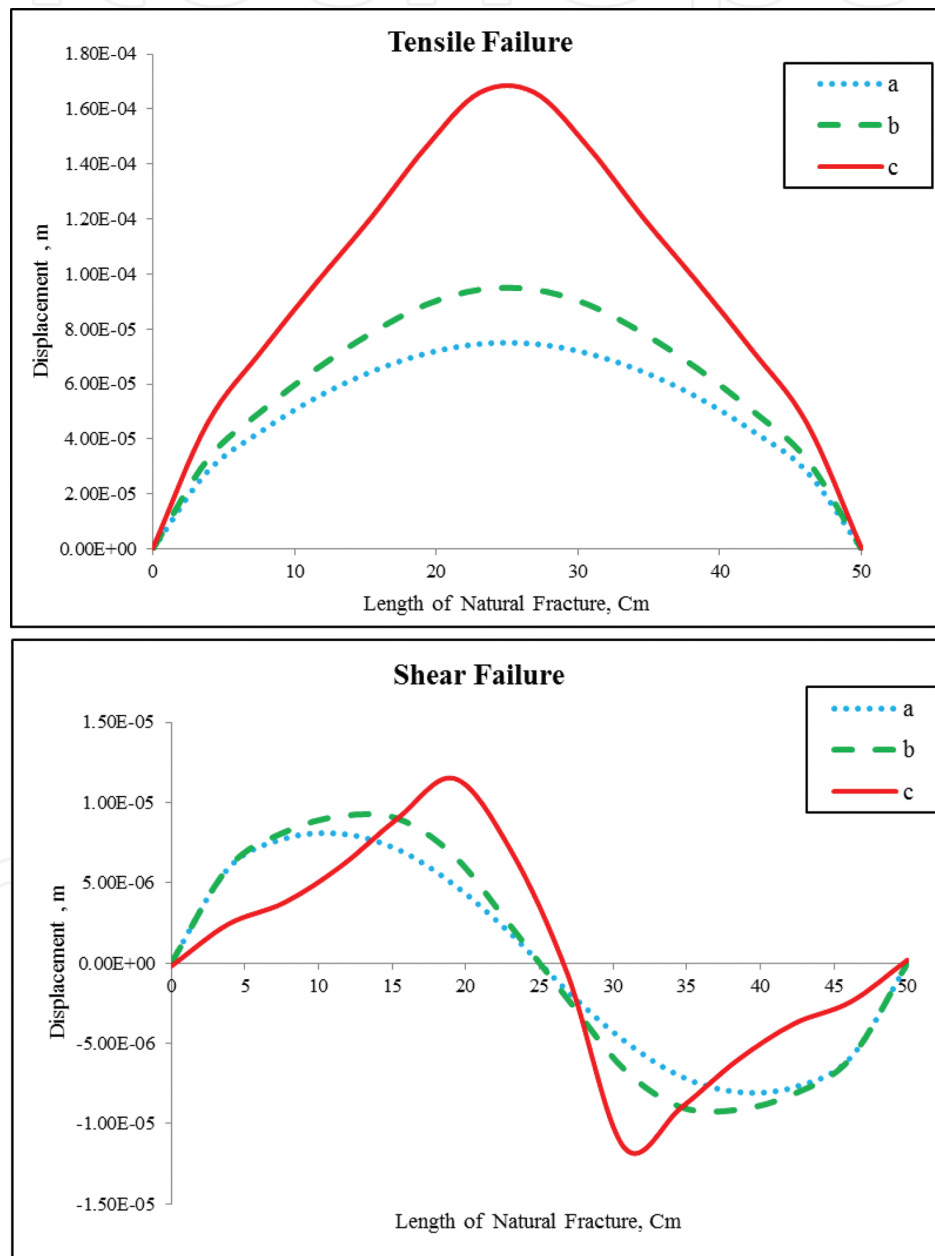 Tensile Failure
1.80E-04
1.60E-04
1.40E-04
1.20E-04
1.00E-04
8.00E-05
6.00E-05
4.00E-05
2.00E-05
0.00E+00
Displacement , m
a
b
c
0 10 20 30 40 50
Length of Natural Fracture, Cm
Shear Failure
1.50E-05
1.00E-05
5.00E-06
0.00E+00
-5.00E-06
-1.00E-05
-1.50E-05
Displacement , m
a
b
c
0 5 10 15 20 25 30 35 40 45 50
Length of Natural Fracture, Cm